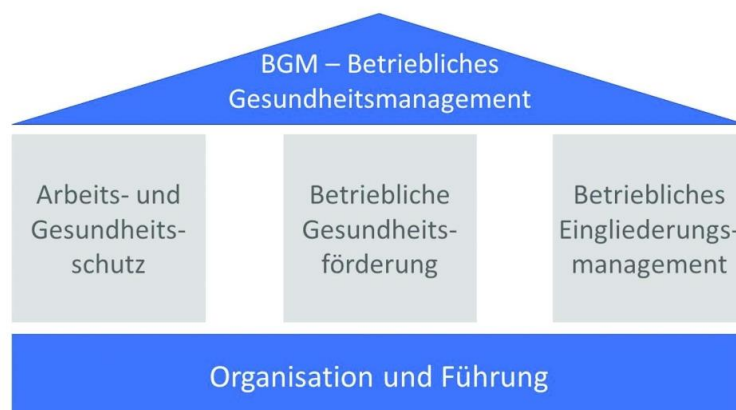 BGM – Betriebliches
Gesundheitsmanagement
Arbeits- und
Gesundheits-
schutz
Betriebliche
Gesundheits-
förderung
Betriebliches
Eingliederungs-
management
Organisation und Führung